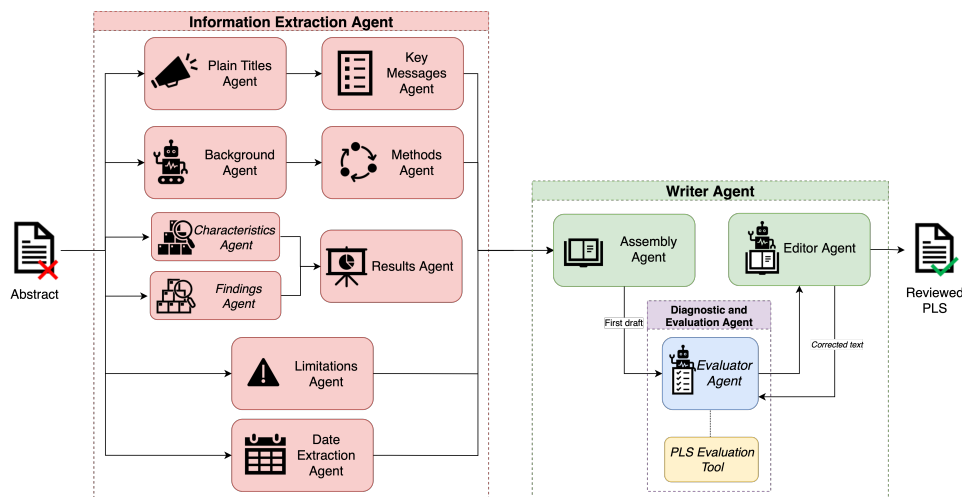 Information Extraction Agent
Plain Titles
Agent
Key
Messages
Agent
Background
Agent
Methods
Agent
Characteristics
Agent
Findings
Agent
Results Agent
Limitations
Agent
Date
Extraction
Agent
Abstract
Writer Agent
Assembly
Agent
Editor Agent
First draft
Diagnostic and
Evaluation Agent
Evaluator
Agent
Corrected text
PLS Evaluation
Tool
Reviewed
PLS